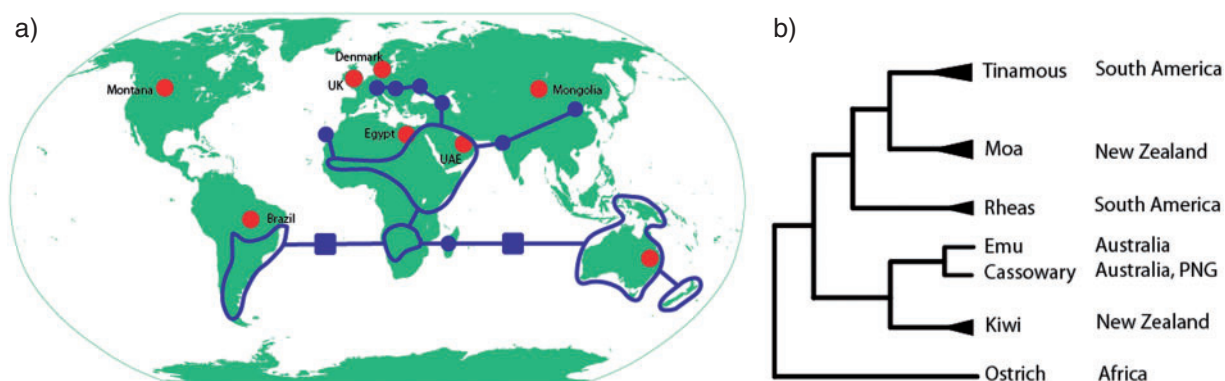 a)
Denmark
UK
Montana
Mongolia
Egypt
UAE
Brazil
b)
Tinamous South America
Moa New Zealand
Rheas South America
Emu Australia
Cassowary Australia, PNG
Kiwi New Zealand
Ostrich Africa